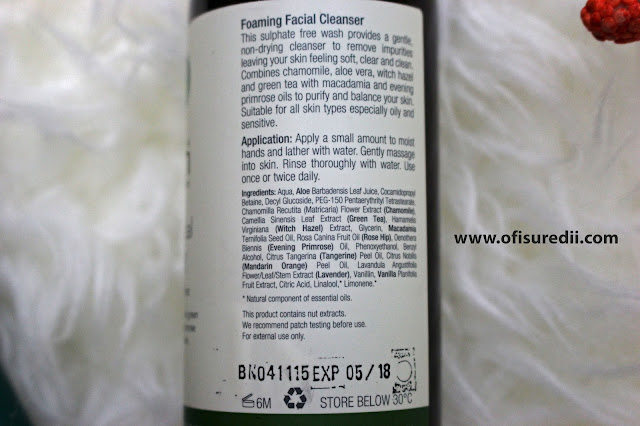 Foaming Facial Cleanser
This sulphate free wash provides a gentle,
non-drying cleanser to remove impurities
leaving your skin feeling soft, clear and clean.
Combines chamomile, aloe vera, witch hazel
and green tea with macadamia and evening
primrose oils to purify and balance your skin.
Suitable for all skin types especially oily and
sensitive.
Application: Apply a small amount to moist
hands and lather with water. Gently massage
into skin. Rinse thoroughly with water. Use
once or twice daily.
Ingredients: Aqua, Aloe Barbadensis Leaf Juice, Cocamidopropyl
Betaine, Decyl Glucoside, PEG-150 Pentaerythrityl Tetrastearate,
Chamomilla Recutita (Matricaria) Flower Extract (Chamomile),
Camellia Sinensis Leaf Extract (Green Tea), Hamamelis
Virginiana (Witch Hazel) Extract, Glycerin, Macadamia
Ternifolia Seed Oil, Rosa Canina Fruit Oil (Rose Hip), Oenothera
Biennis (Evening Primrose) Oil, Phenoxyethanol, Benzyl
Alcohol, Citrus Tangerina (Tangerine) Peel Oil, Citrus Nobilis
(Mandarin Orange) Peel Oil, Lavandula Angustifolia
Flower/Leaf/Stem Extract (Lavender), Vanillin, Vanilla Planifolia
Fruit Extract, Citric Acid, Linalool,* Limonene.*
* Natural component of essential oils.
This product contains nut extracts.
We recommend patch testing before use.
For external use only.
BN041115 EXP 05/18
6M STORE BELOW 30°C
www.ofisuredii.com